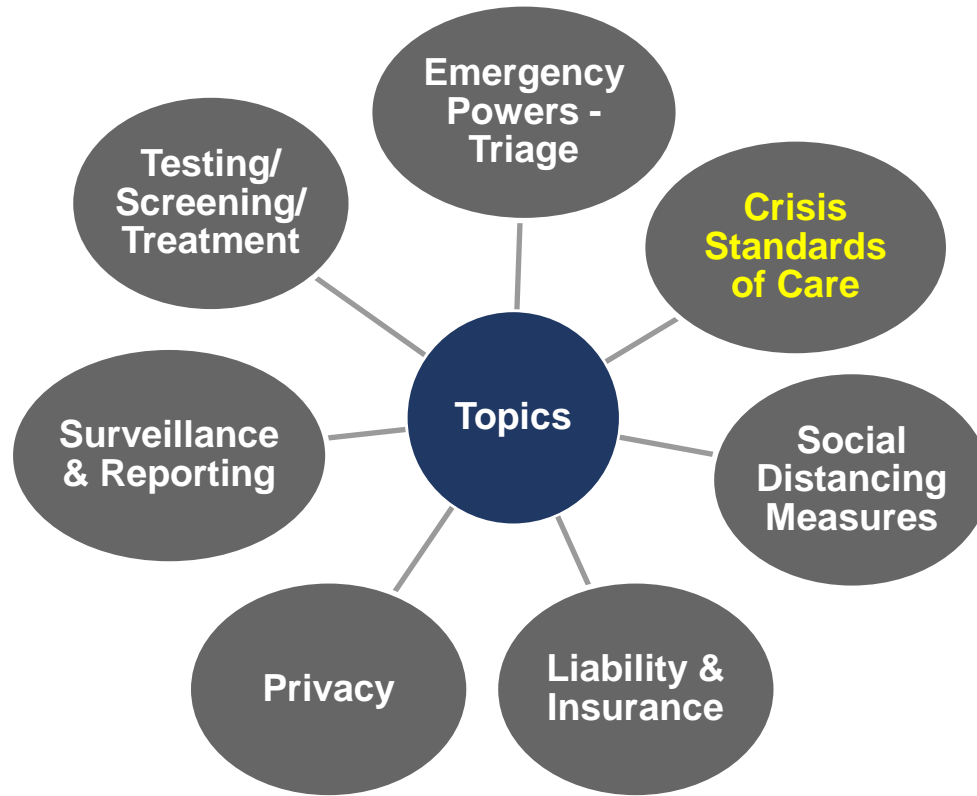 Emergency
Powers -
Triage
Testing/
Screening/
Treatment
Crisis
Standards
of Care
Topics
Surveillance
& Reporting
Social
Distancing
Measures
Privacy
Liability &
Insurance